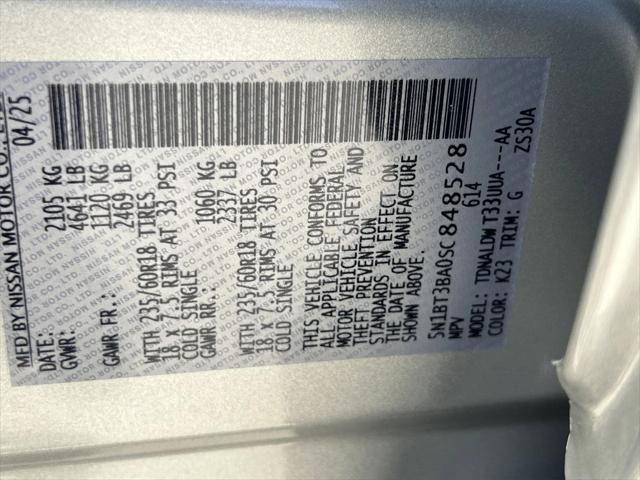 MFD BY NISSAN MOTOR CO., LTD
DATE: 04/25
GVWR: 2105 KG
4641 LB
GAWR FR.: 1120 KG
2469 LB
WITH 235/60R18 TIRES
18 X 7.5 RIMS AT 33 PSI
COLD SINGLE
GAWR RR.: 1060 KG
2337 LB
WITH 235/60R18 TIRES
18 X 7.5 RIMS AT 30 PSI
COLD SINGLE
THIS VEHICLE CONFORMS TO
ALL APPLICABLE FEDERAL
MOTOR VEHICLE SAFETY AND
THEFT PREVENTION
STANDARDS IN EFFECT ON
THE DATE OF MANUFACTURE
SHOWN ABOVE.
5N1BT3BA0SC848528
MPV 614
MODEL: TDNALDW T33UUA---AA
COLOR: K23 TRIM: G ZS30A